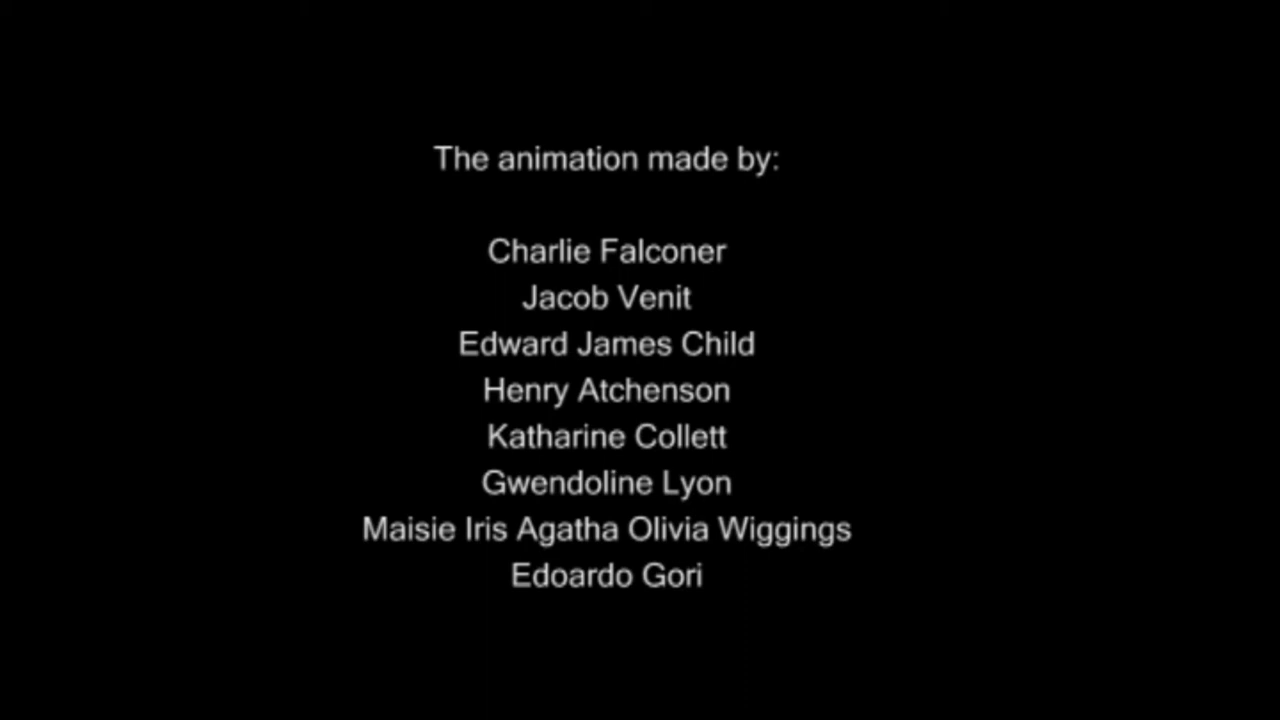 The animation made by:
Charlie Falconer
Jacob Venit
Edward James Child
Henry Atchenson
Katharine Collett
Gwendoline Lyon
Maisie Iris Agatha Olivia Wiggings
Edoardo Gori